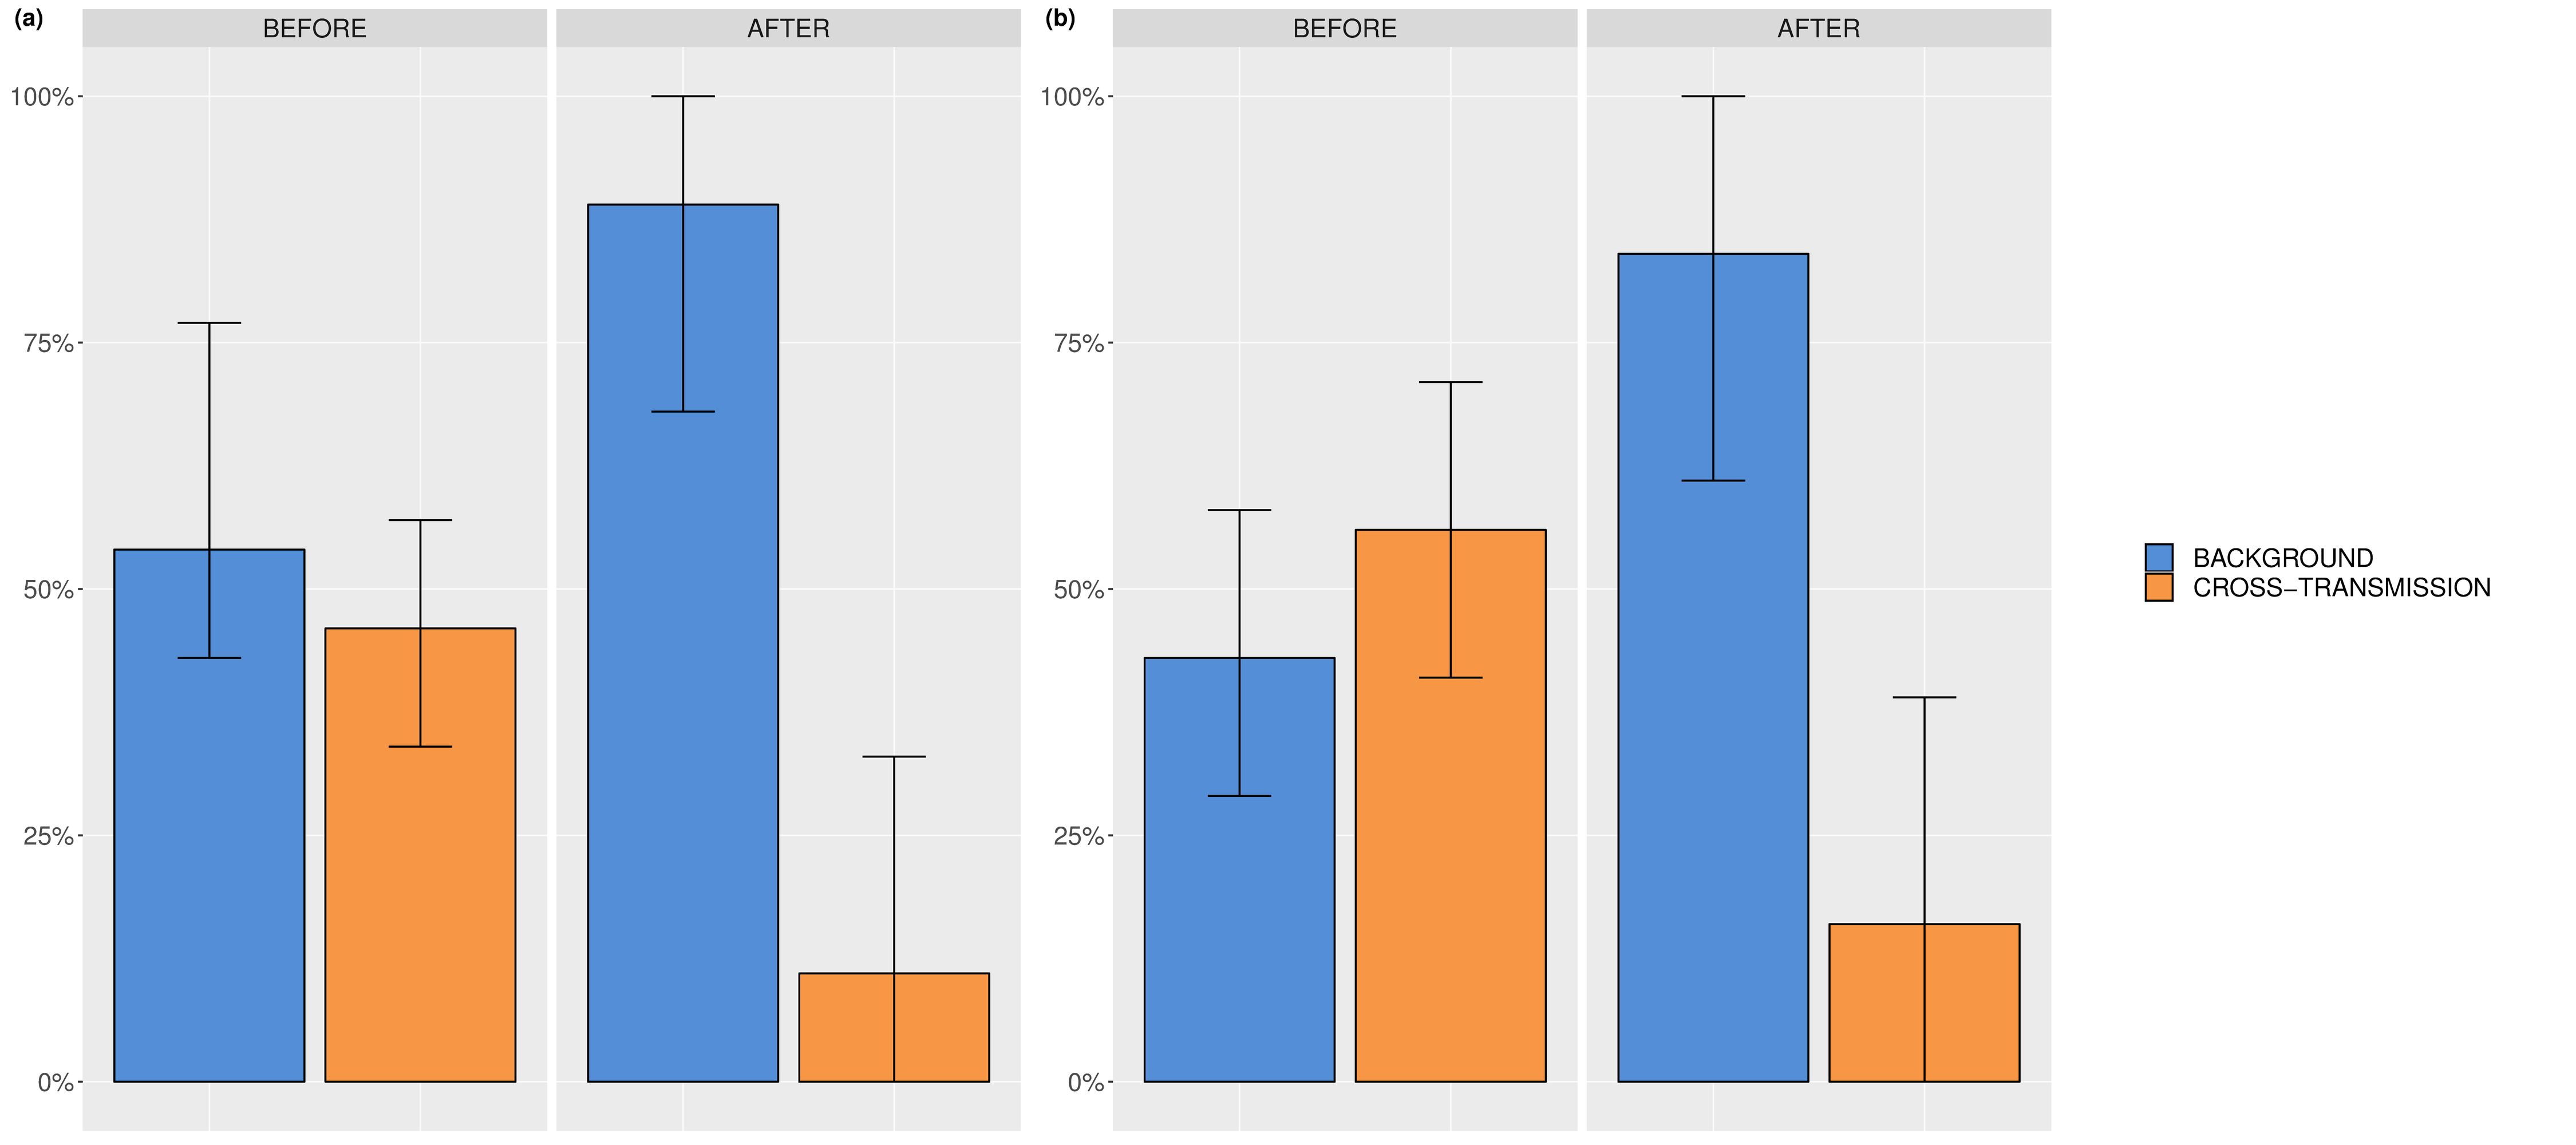 (a)
BEFORE
AFTER
100%
75%
50%
25%
0%
(b)
BEFORE
AFTER
100%
75%
50%
25%
0%
BACKGROUND
CROSS−TRANSMISSION